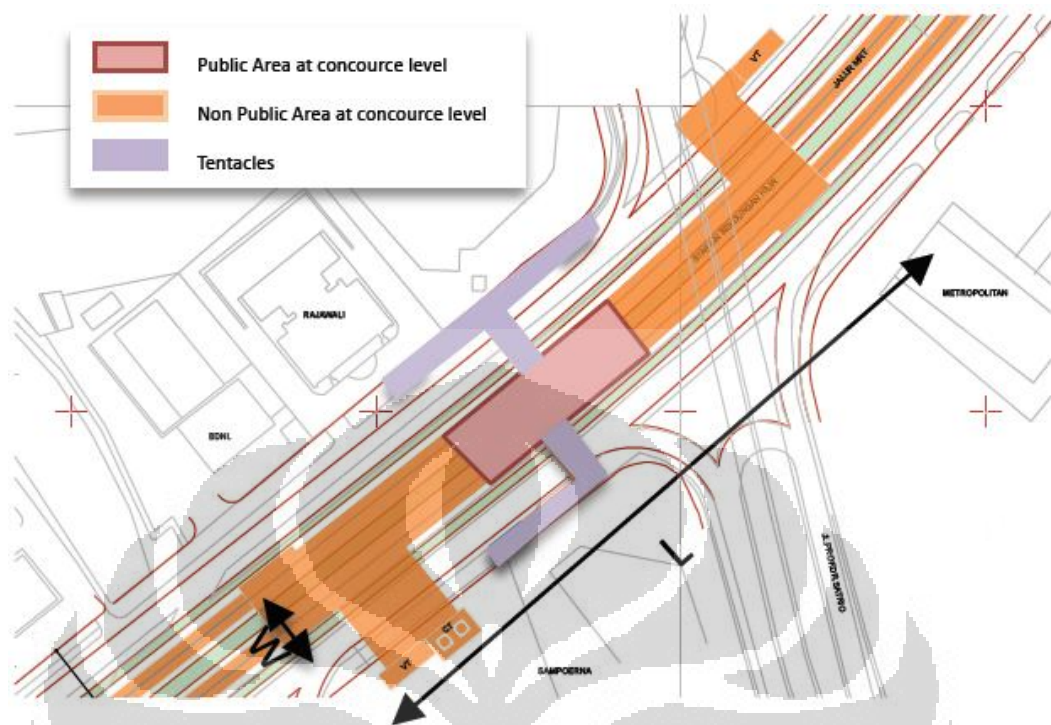 Public Area at concource level
Non Public Area at concource level
Tentacles
VT
JALUR MRT
METROPOLITAN
RAJAWALI
BDNI.
L
W
VT
CT
SAMPOERNA